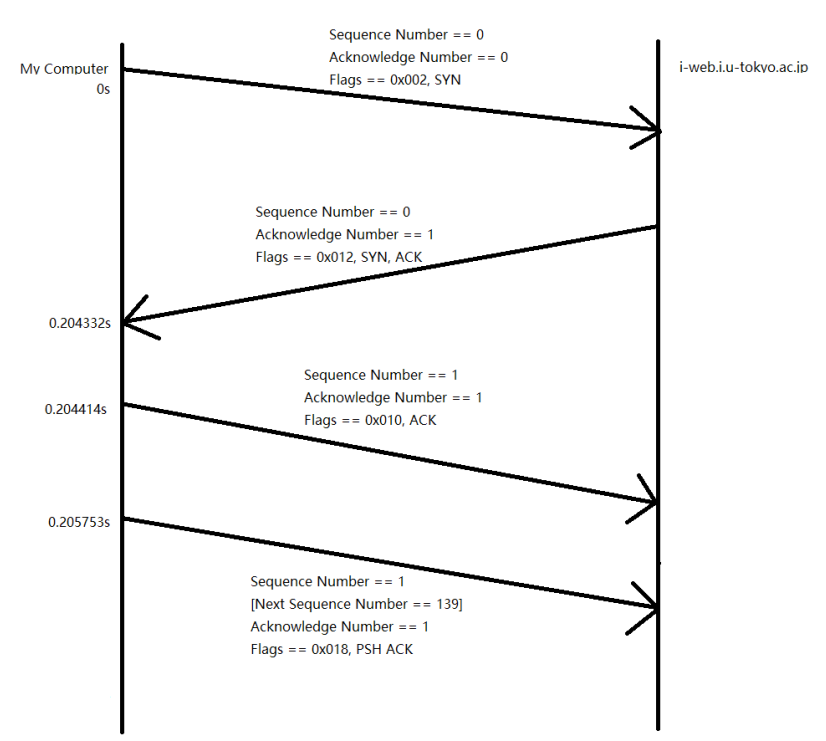 Sequence Number == 0
Acknowledge Number == 0
Flags == 0x002, SYN
My Computer
0s
i-web.i.u-tokyo.ac.jp
Sequence Number == 0
Acknowledge Number == 1
Flags == 0x012, SYN, ACK
0.204332s
Sequence Number == 1
Acknowledge Number == 1
Flags == 0x010, ACK
0.204414s
0.205753s
Sequence Number == 1
[Next Sequence Number == 139]
Acknowledge Number == 1
Flags == 0x018, PSH ACK